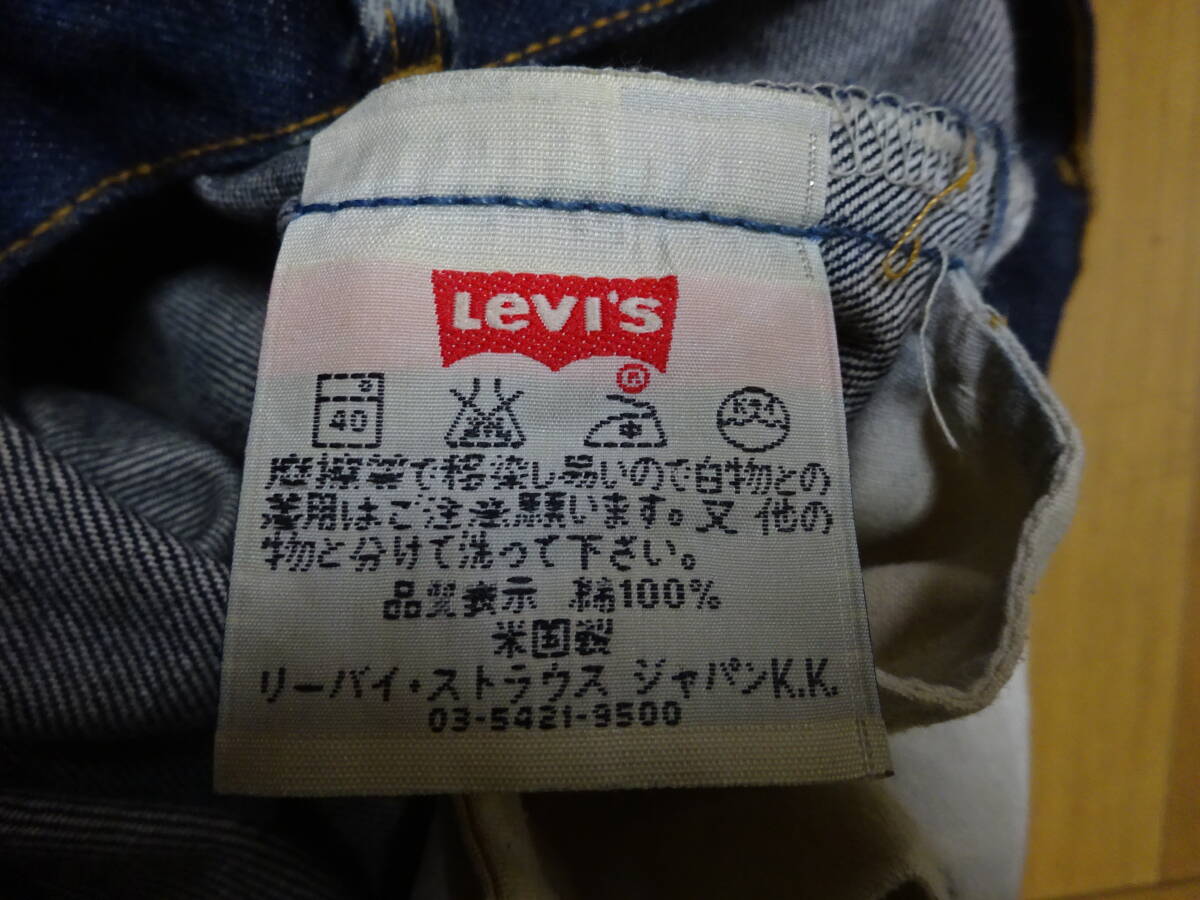 Levi's
®
40
摩擦等で移染し易いので白物との
着用はご注意願います。又 他の
物と分けて洗って下さい。
品質表示 綿100%
米国製
リーバイ・ストラウス ジャパンK.K.
03-5421-9500